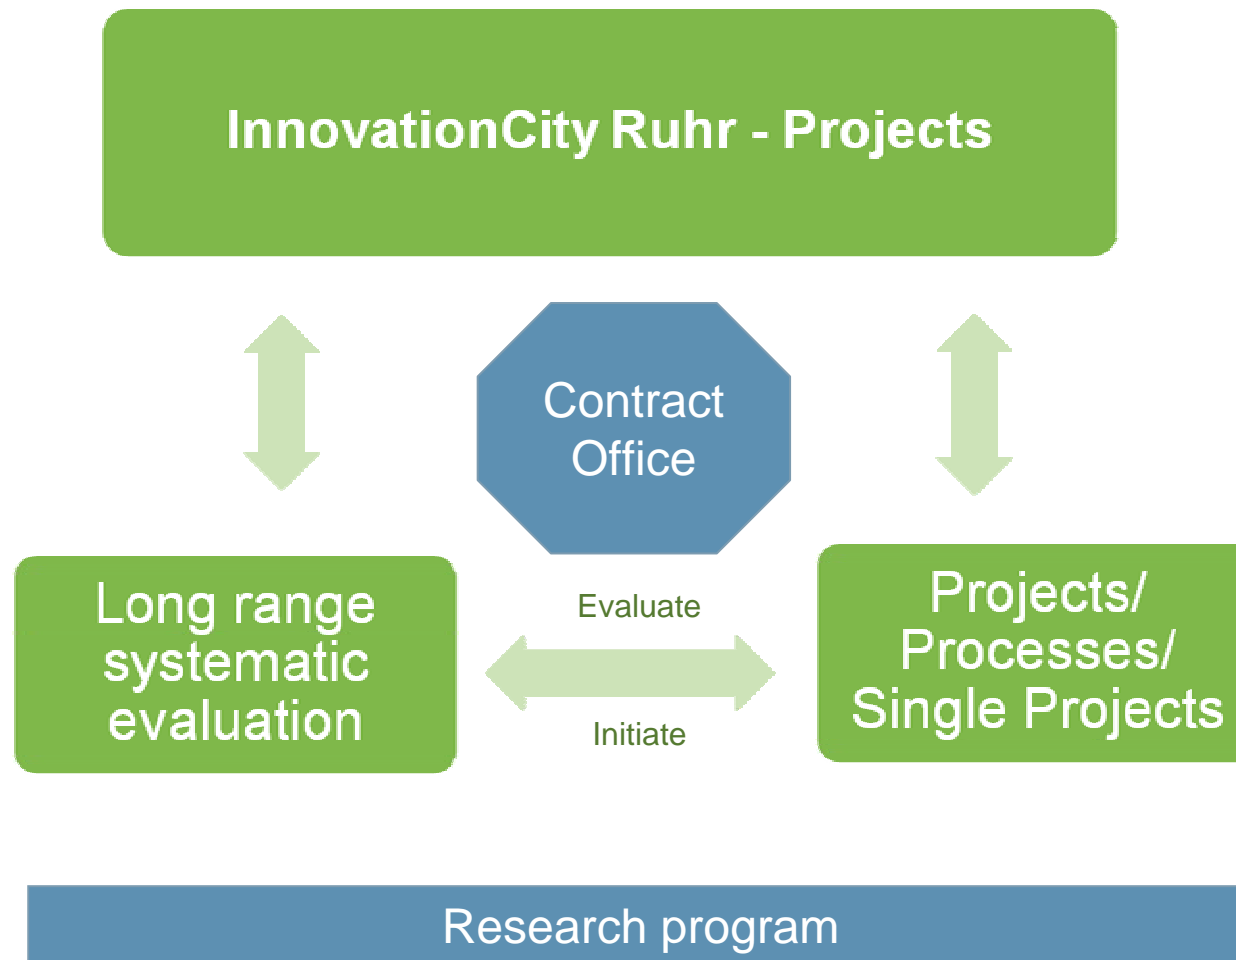 InnovationCity Ruhr - Projects
Contract
Office
Long range
systematic
evaluation
Evaluate
Initiate
Projects/
Processes/
Single Projects
Research program